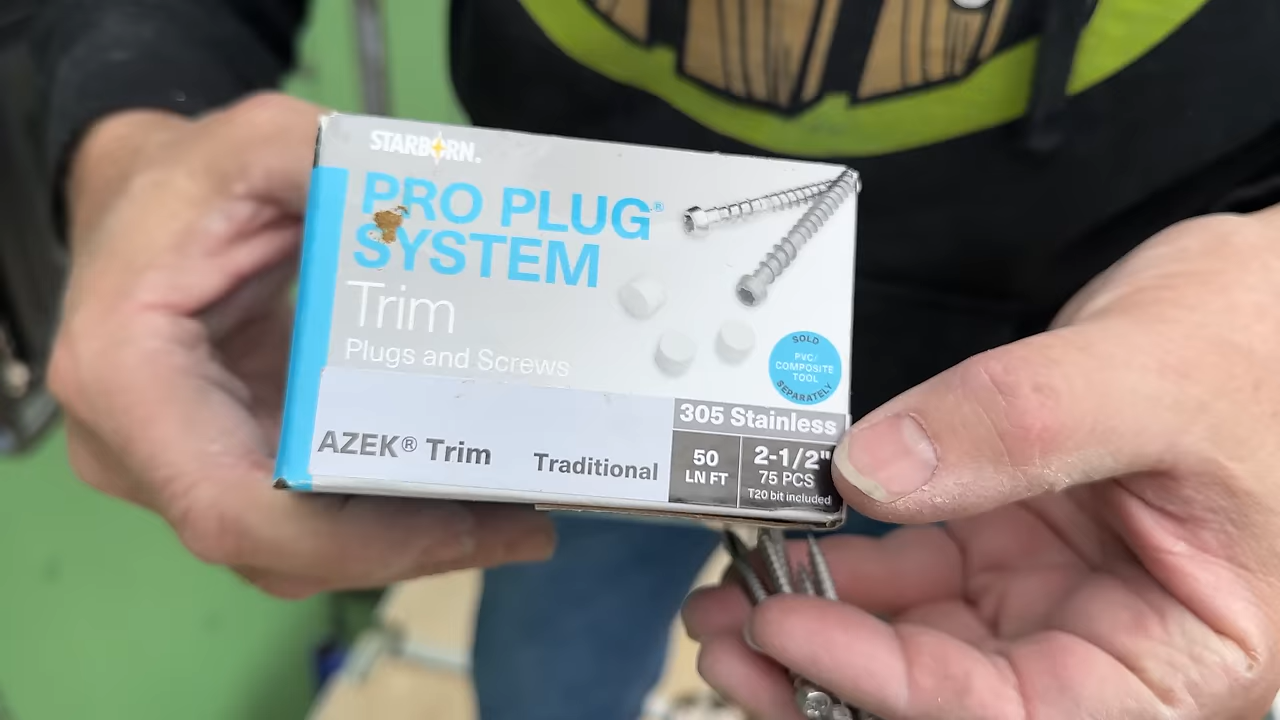 STARBORN.
PRO PLUG®
SYSTEM
Trim
Plugs and Screws
SOLD
PVC/
COMPOSITE
TOOL
SEPARATELY
305 Stainless
AZEK® Trim
Traditional
50
LN FT
2-1/2"
75 PCS
T20 bit included